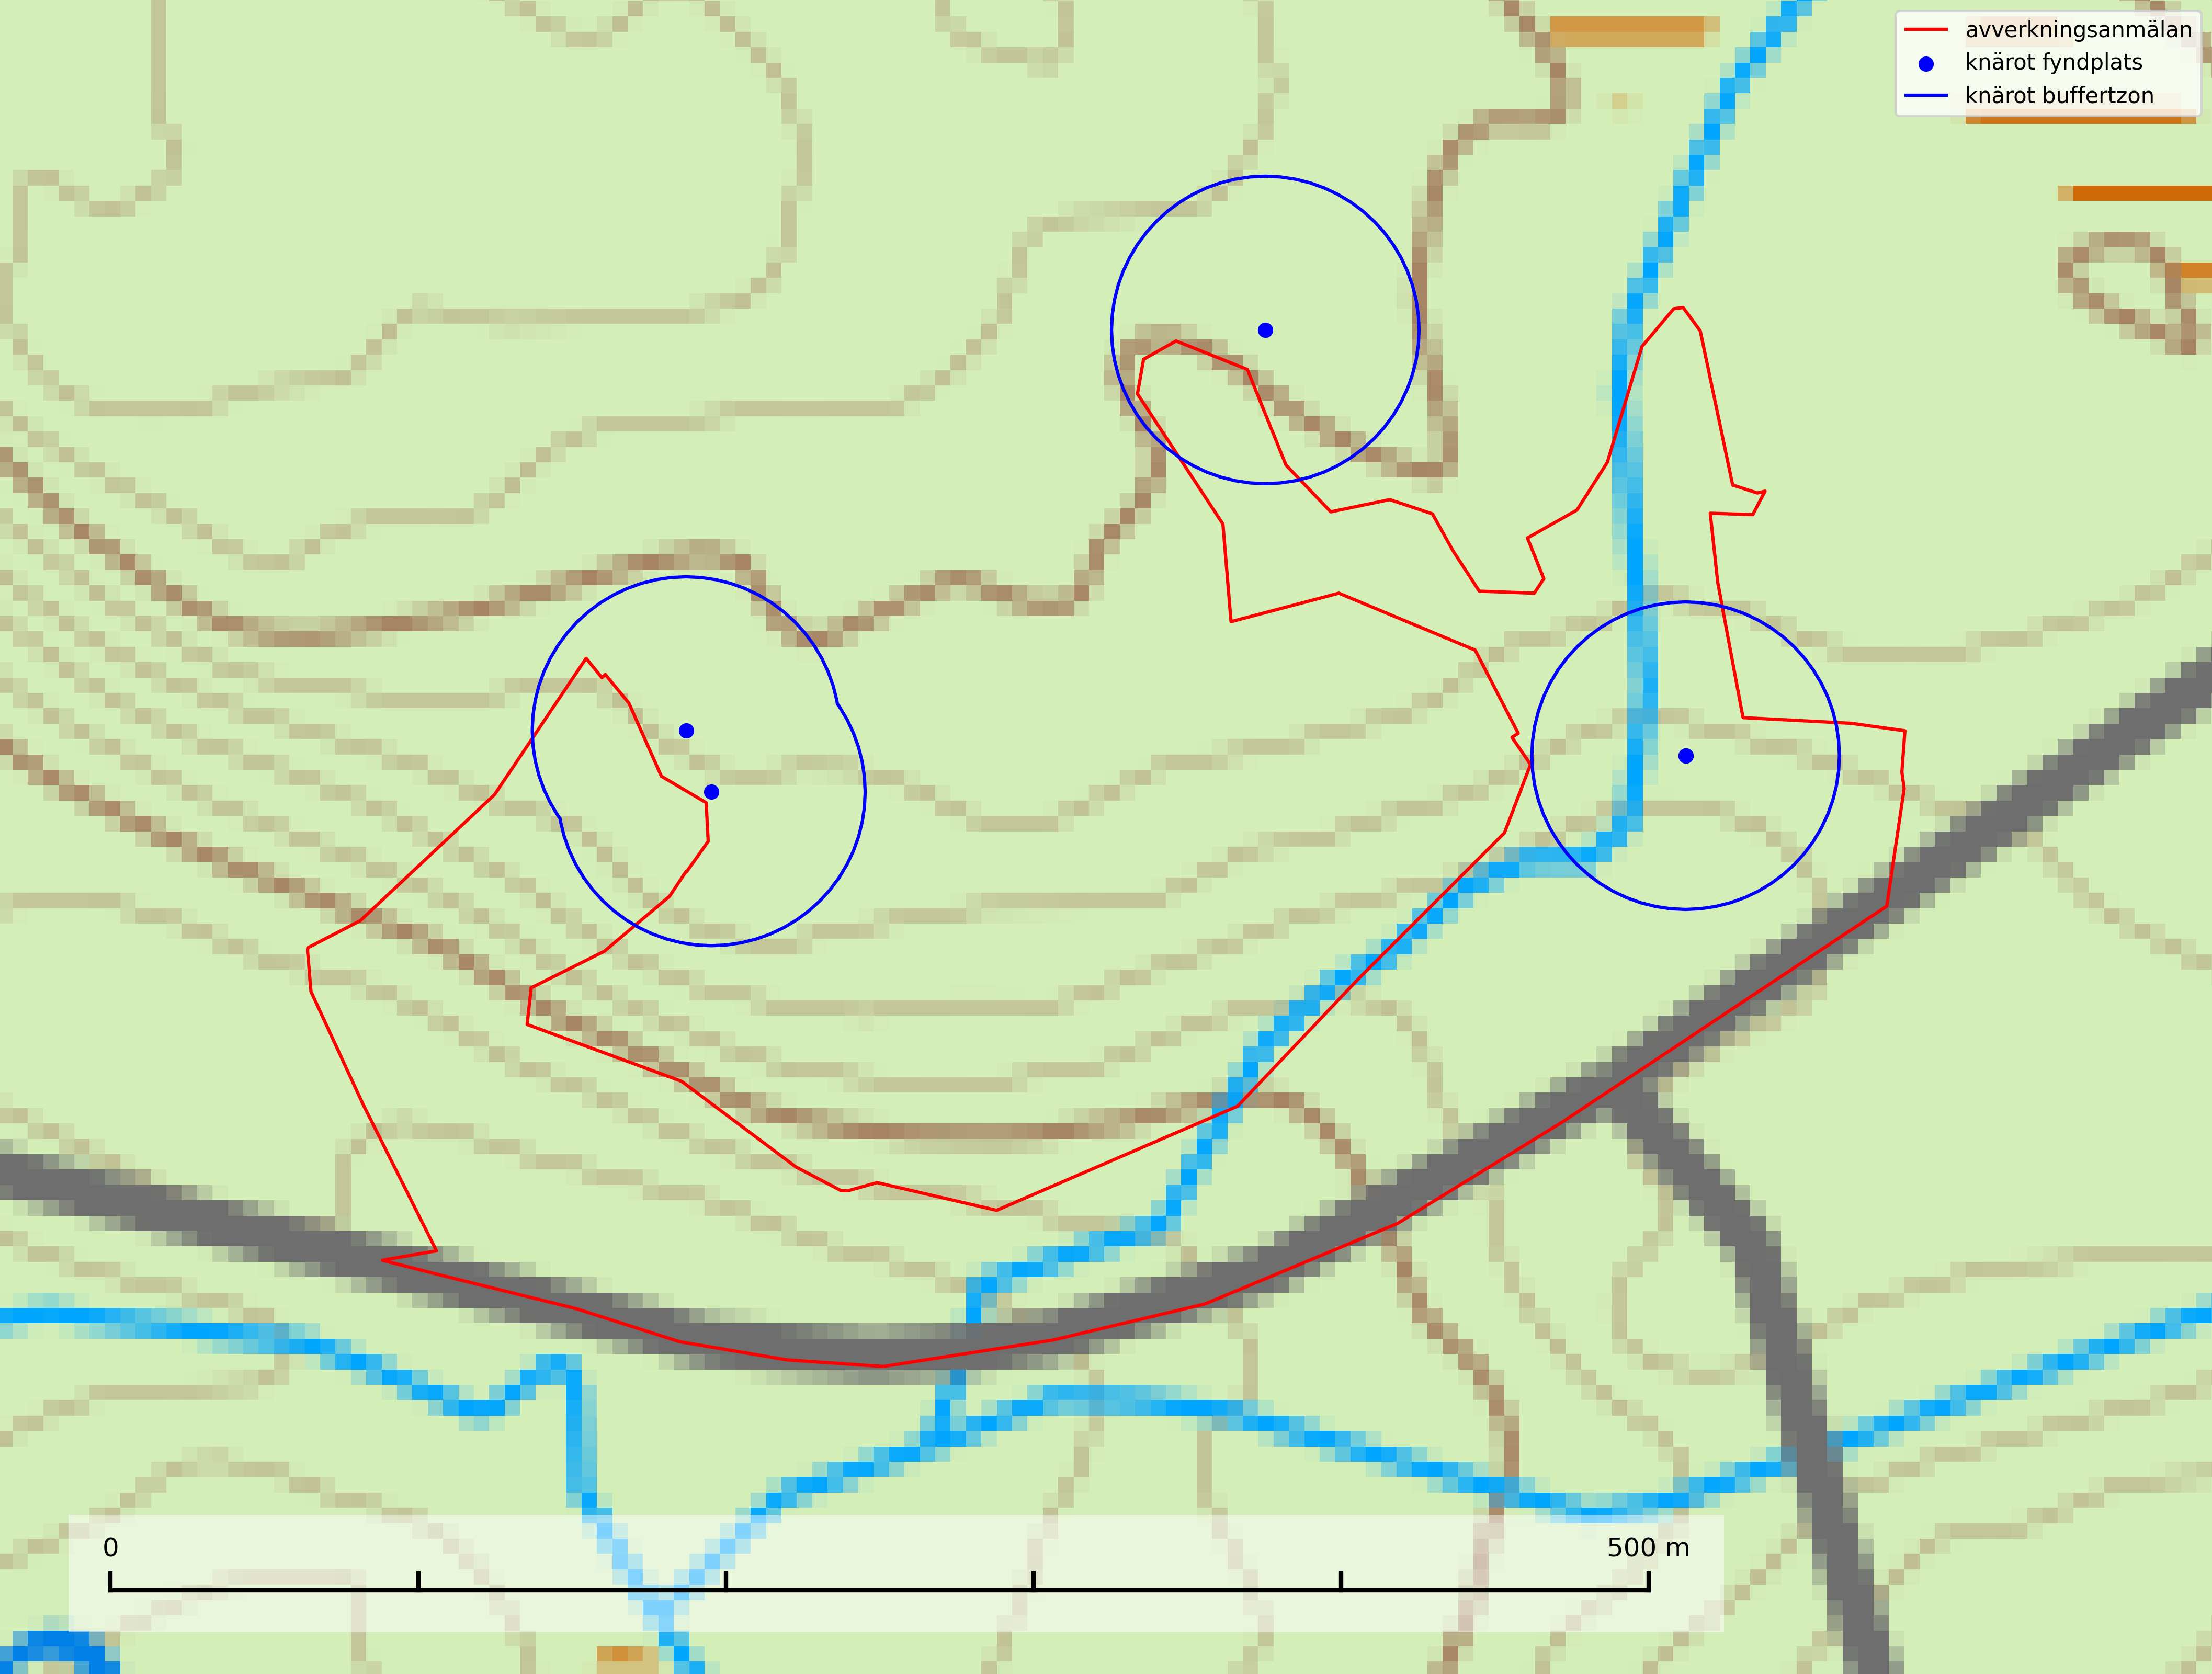 avverkningsanmälan
knärot fyndplats
knärot buffertzon
0
500 m